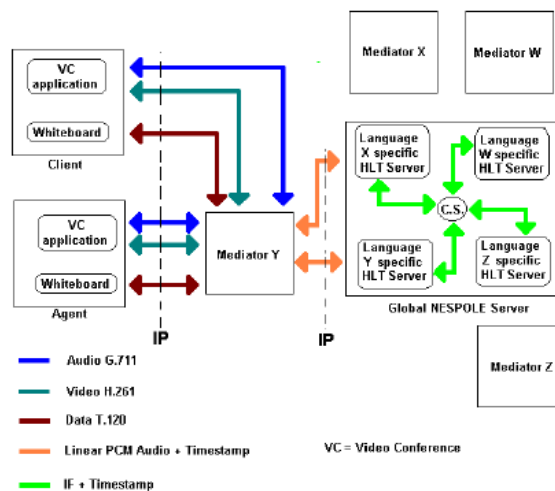 VC
application
Whiteboard
Client
VC
application
Whiteboard
Agent
Mediator Y
Mediator X
Mediator W
Language
X specific
HLT Server
Language
W specific
HLT Server
C.S.
Language
Y specific
HLT Server
Language
Z specific
HLT Server
Global NESPOLE Server
Mediator Z
IP
IP
Audio G.711
Video H.261
Data T.120
Linear PCM Audio + Timestamp
IF + Timestamp
VC = Video Conference